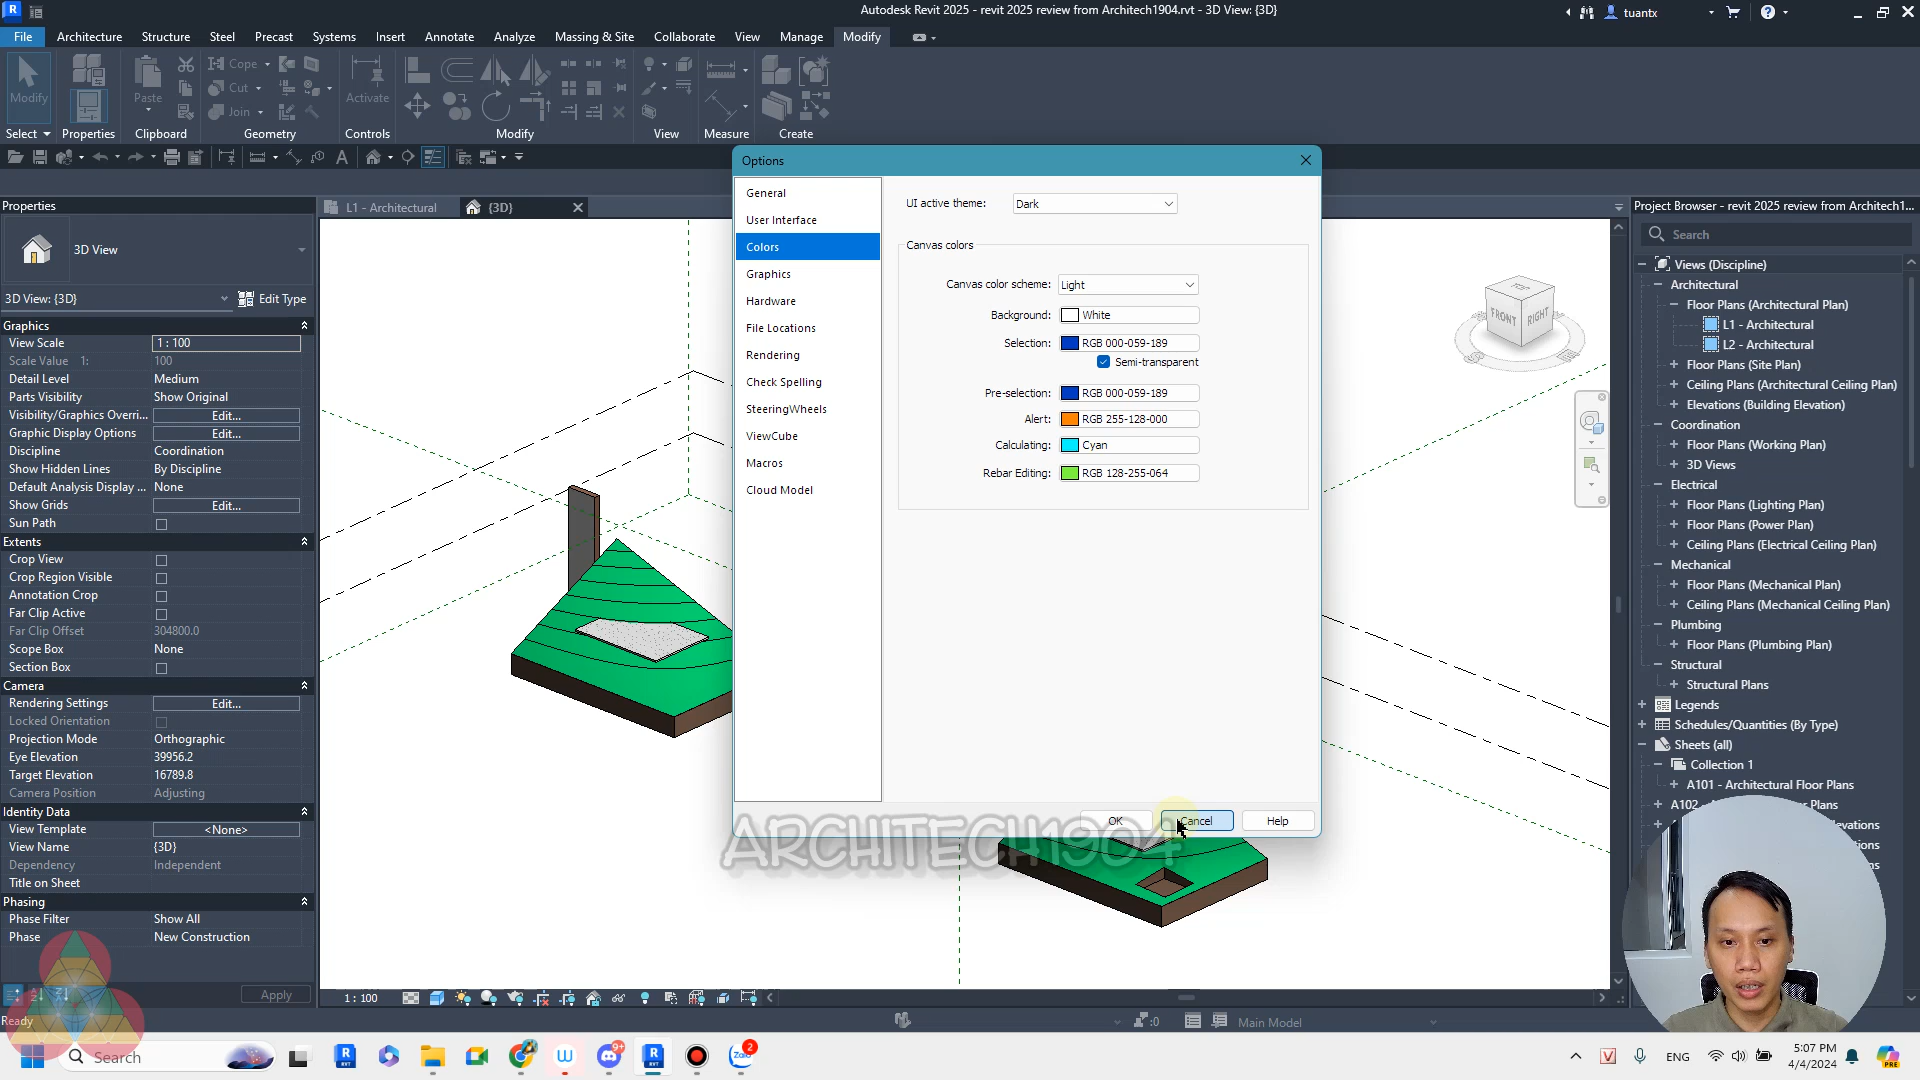 Autodesk Revit 2025 - revit 2025 review from Architech1904.rvt - 3D View: {3D}
tuantx
File Architecture Structure Steel Precast Systems Insert Annotate Analyze Massing & Site Collaborate View Manage Modify
Modify Paste Cope Cut Join Activate
Select Properties Clipboard Geometry Controls Modify View Measure Create
Properties
L1 - Architectural
{3D}
3D View
3D View: {3D}
Edit Type
Graphics
View Scale 1 : 100
Scale Value 1: 100
Detail Level Medium
Parts Visibility Show Original
Visibility/Graphics Overri... Edit...
Graphic Display Options Edit...
Discipline Coordination
Show Hidden Lines By Discipline
Default Analysis Display ... None
Show Grids Edit...
Sun Path
Extents
Crop View
Crop Region Visible
Annotation Crop
Far Clip Active
Far Clip Offset 304800.0
Scope Box None
Section Box
Camera
Rendering Settings Edit...
Locked Orientation
Projection Mode Orthographic
Eye Elevation 39956.2
Target Elevation 16789.8
Camera Position Adjusting
Identity Data
View Template <None>
View Name {3D}
Dependency Independent
Title on Sheet
Phasing
Phase Filter Show All
Phase New Construction
Apply
Ready
Options
General
User Interface
Colors
Graphics
Hardware
File Locations
Rendering
Check Spelling
SteeringWheels
ViewCube
Macros
Cloud Model
UI active theme: Dark
Canvas colors
Canvas color scheme: Light
Background: White
Selection: RGB 000-059-189
Semi-transparent
Pre-selection: RGB 000-059-189
Alert: RGB 255-128-000
Calculating: Cyan
Rebar Editing: RGB 128-255-064
OK Cancel Help
ARCHITECH1904
TOP
FRONT RIGHT
S E
Project Browser - revit 2025 review from Architech1...
Search
Views (Discipline)
Architectural
Floor Plans (Architectural Plan)
L1 - Architectural
L2 - Architectural
Floor Plans (Site Plan)
Ceiling Plans (Architectural Ceiling Plan)
Elevations (Building Elevation)
Coordination
Floor Plans (Working Plan)
3D Views
Electrical
Floor Plans (Lighting Plan)
Floor Plans (Power Plan)
Ceiling Plans (Electrical Ceiling Plan)
Mechanical
Floor Plans (Mechanical Plan)
Ceiling Plans (Mechanical Ceiling Plan)
Plumbing
Floor Plans (Plumbing Plan)
Structural
Structural Plans
Legends
Schedules/Quantities (By Type)
Sheets (all)
Collection 1
A101 - Architectural Floor Plans
A102
1 : 100
:0
Main Model
Search
9+
Zalo
2
ENG
5:07 PM
4/4/2024
PRE